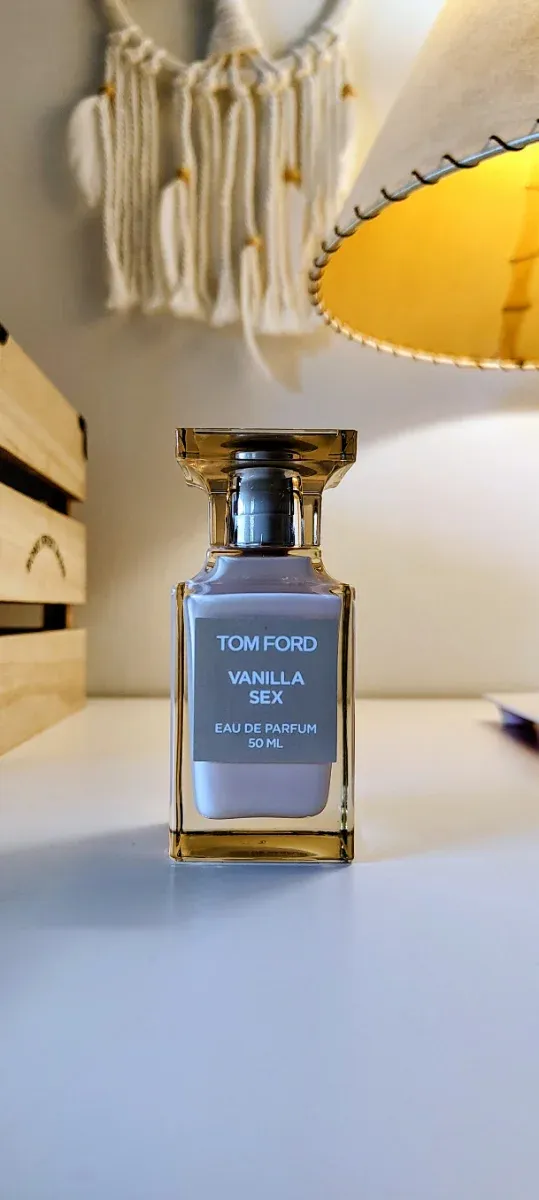 TOM FORD
VANILLA
SEX
EAU DE PARFUM
50 ML